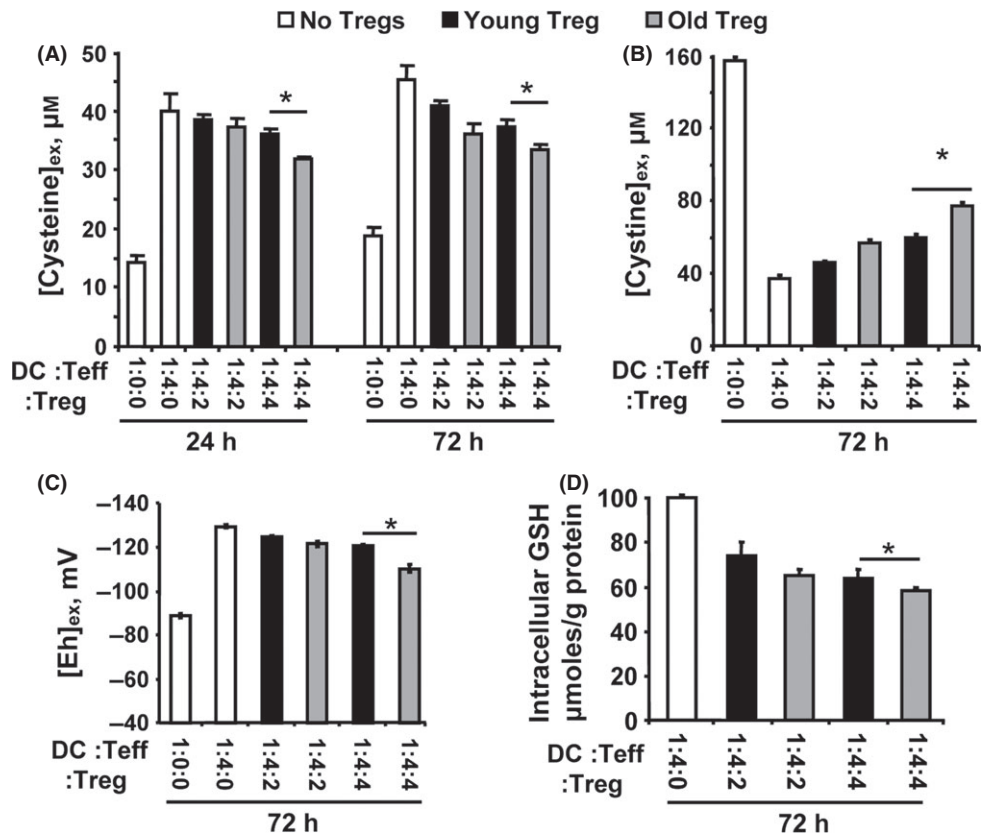 No Tregs Young Treg Old Treg
(A)
[Cysteine]ex, µM
50
40
30
20
10
0
*
*
DC :Teff
:Treg
1:0:0 1:4:0 1:4:2 1:4:2 1:4:4 1:4:4
1:0:0 1:4:0 1:4:2 1:4:2 1:4:4 1:4:4
24 h
72 h
(B)
[Cystine]ex, µM
160
120
80
40
0
*
DC :Teff
:Treg
1:0:0 1:4:0 1:4:2 1:4:2 1:4:4 1:4:4
72 h
(C)
[Eh]ex, mV
–140
–120
–100
–80
–60
–40
*
DC :Teff
:Treg
1:0:0 1:4:0 1:4:2 1:4:2 1:4:4 1:4:4
72 h
(D)
Intracellular GSH
µmoles/g protein
100
80
60
40
20
0
*
DC :Teff
:Treg
1:4:0 1:4:2 1:4:2 1:4:4 1:4:4
72 h